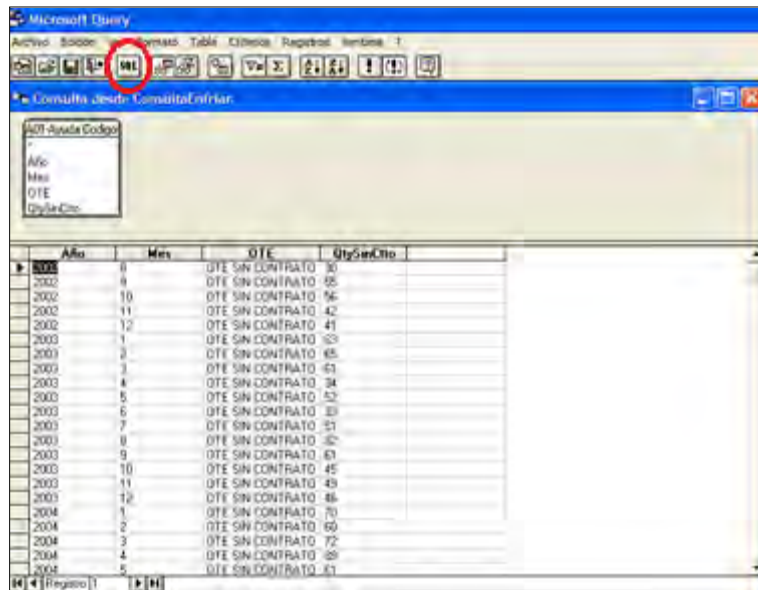 Microsoft Query
Archivo Edición Formato Tabla Criterios Registros Ventana ?
SQL
Consulta desde ConsultaEnfriar
A01-Ayuda Codigo
*
Año
Mes
OTE
QtySinCtto
Año Mes OTE QtySinCtto
2002 8 OTE SIN CONTRATO 30
2002 9 OTE SIN CONTRATO 55
2002 10 OTE SIN CONTRATO 56
2002 11 OTE SIN CONTRATO 42
2002 12 OTE SIN CONTRATO 41
2003 1 OTE SIN CONTRATO 63
2003 2 OTE SIN CONTRATO 65
2003 3 OTE SIN CONTRATO 61
2003 4 OTE SIN CONTRATO 34
2003 5 OTE SIN CONTRATO 52
2003 6 OTE SIN CONTRATO 33
2003 7 OTE SIN CONTRATO 51
2003 8 OTE SIN CONTRATO
2003 9 OTE SIN CONTRATO 61
2003 10 OTE SIN CONTRATO 45
2003 11 OTE SIN CONTRATO 49
2003 12 OTE SIN CONTRATO 46
2004 1 OTE SIN CONTRATO 70
2004 2 OTE SIN CONTRATO 60
2004 3 OTE SIN CONTRATO 72
2004 4 OTE SIN CONTRATO
2004 5 OTE SIN CONTRATO 61
Registro 1